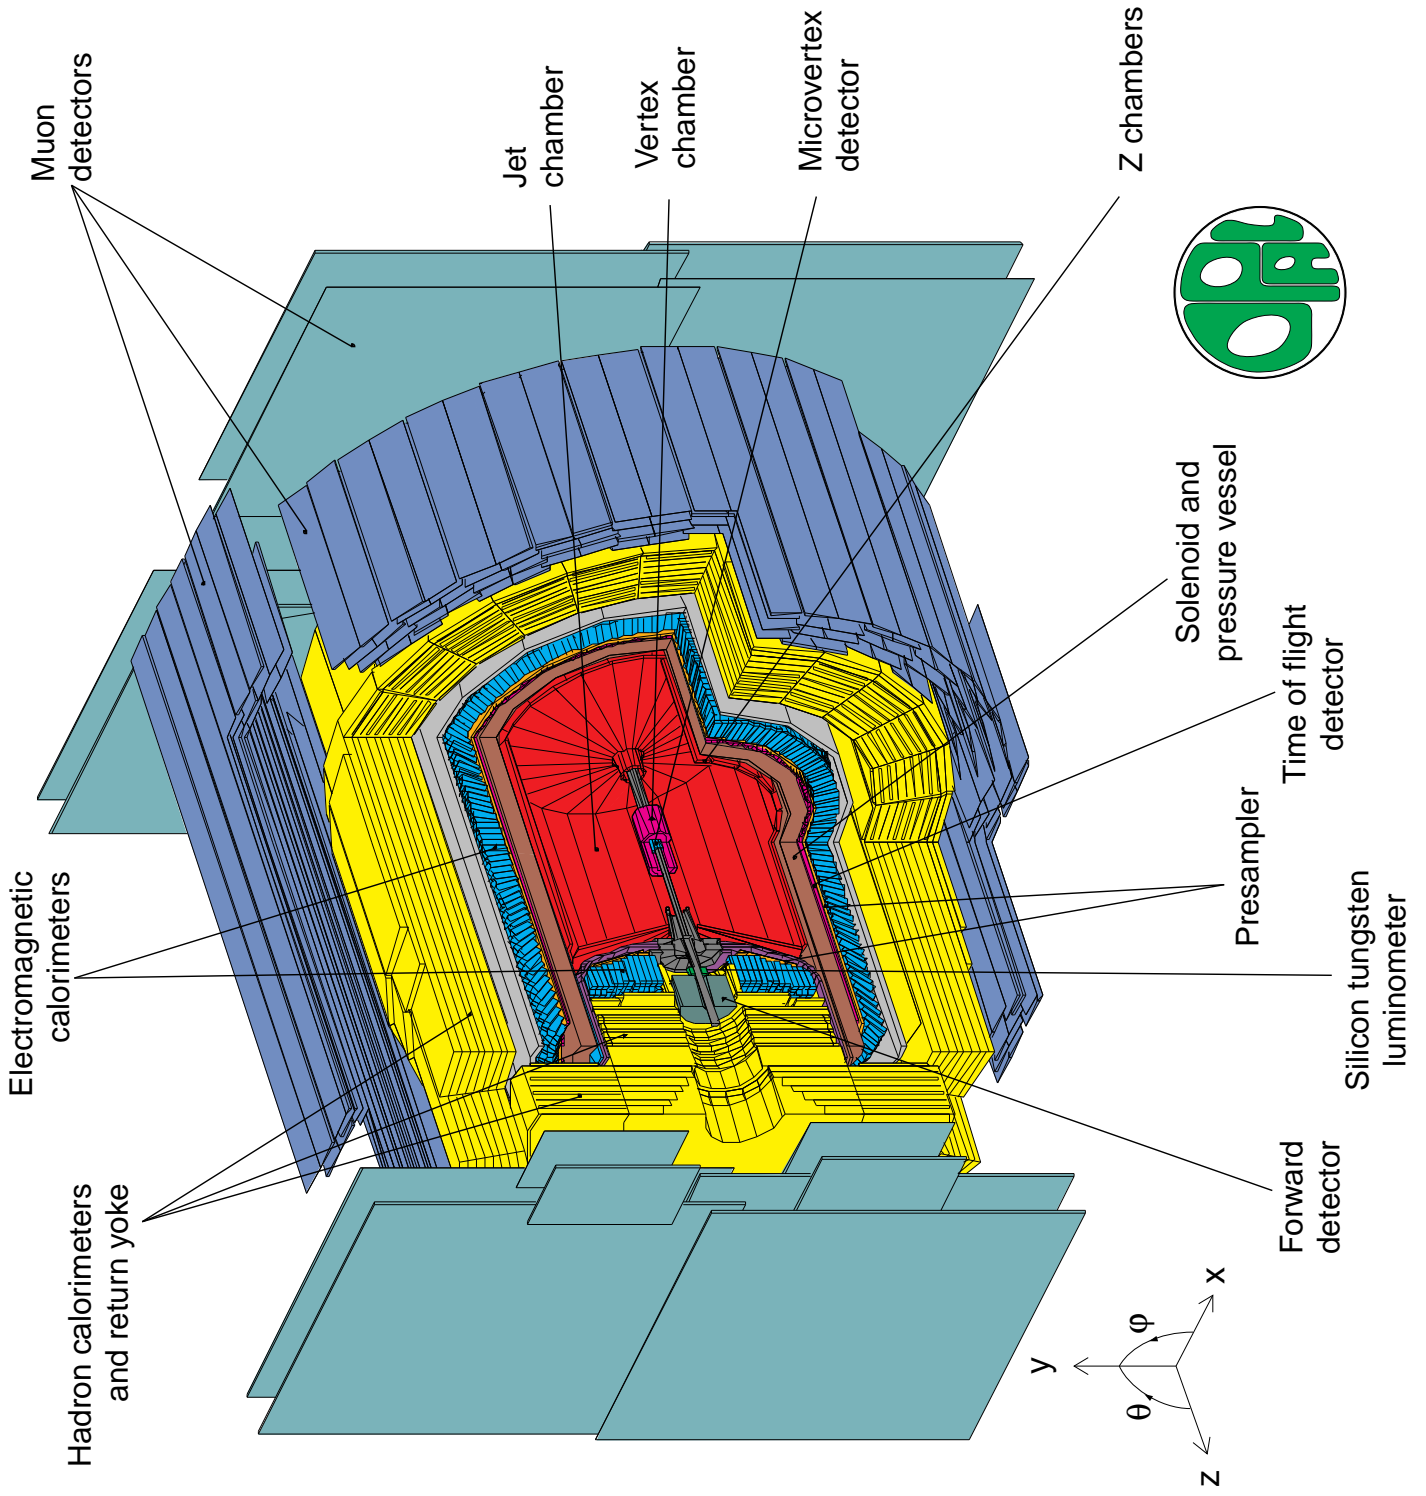 Muon
detectors
Jet
chamber
Vertex
chamber
Microvertex
detector
Z chambers
Electromagnetic
calorimeters
Solenoid and
pressure vessel
Time of flight
detector
Presampler
Silicon tungsten
luminometer
Hadron calorimeters
and return yoke
Forward
detector
OPAL
y
φ
θ
x
z